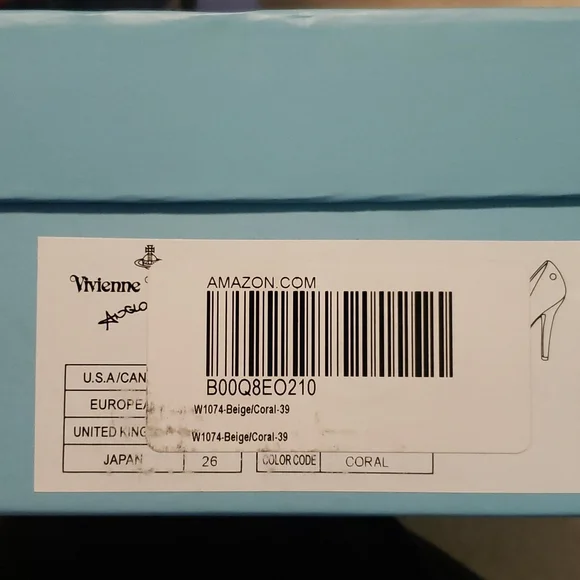 Vivienne
AMAZON.COM
B00Q8EO210
W1074-Beige/Coral-39
W1074-Beige/Coral-39
U.S.A/CAN
EUROPEA
UNITED KING
JAPAN 26 COLOR CODE CORAL